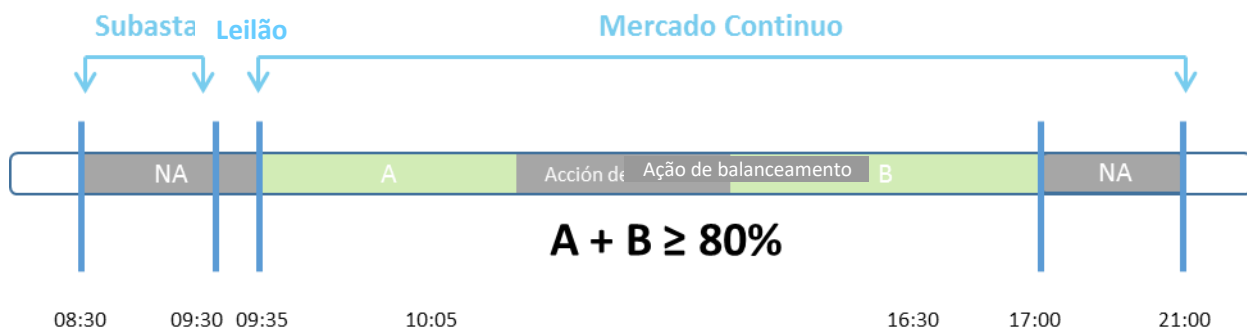 Subasta Leilão Mercado Continuo
NA A Acción de Ação de balanceamento B NA
A + B ≥ 80%
08:30 09:30 09:35 10:05 16:30 17:00 21:00